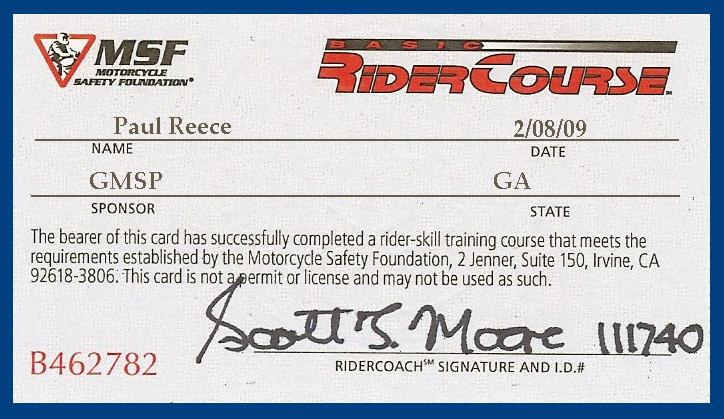 MSF
MOTORCYCLE
SAFETY FOUNDATION®
BASIC
RIDERCOURSE℠
Paul Reece 2/08/09
NAME DATE
GMSP GA
SPONSOR STATE
The bearer of this card has successfully completed a rider-skill training course that meets the
requirements established by the Motorcycle Safety Foundation, 2 Jenner, Suite 150, Irvine, CA
92618-3806. This card is not a permit or license and may not be used as such.
Scott S. Moore 111740
B462782
RIDERCOACH℠ SIGNATURE AND I.D.#